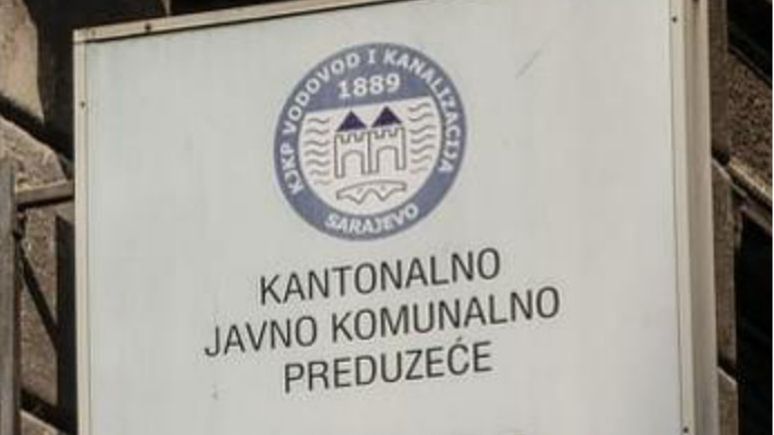 KJKP VODOVOD I KANALIZACIJA
1889
SARAJEVO
KANTONALNO
JAVNO KOMUNALNO
PREDUZEĆE